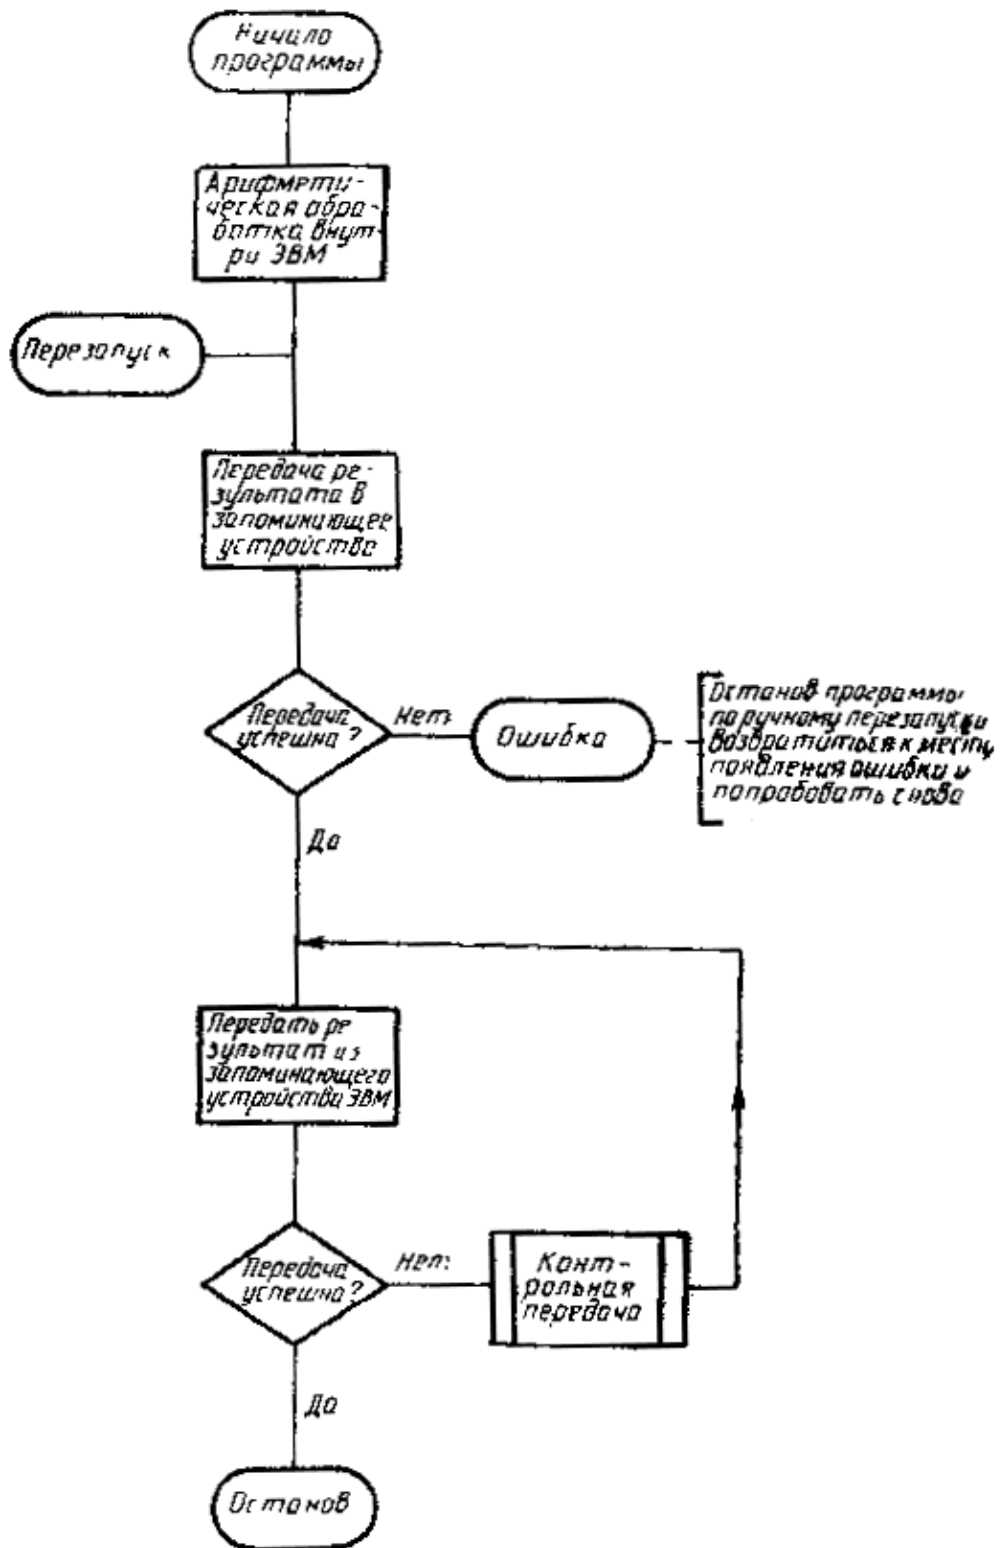 Начало
программы
Арифмети-
ческая обра-
ботка внут-
ри ЭВМ
Перезапуск
Передача ре-
зультата в
запоминающее
устройство
Передача
успешна?
Нет
Ошибка
Останов программы
по ручному перезапуску
возвратиться к месту
появления ошибки и
попробовать снова
Да
Передать ре
зультат из
запоминающего
устройства ЭВМ
Передача
успешна?
Нет
Конт-
рольная
передача
Да
Останов